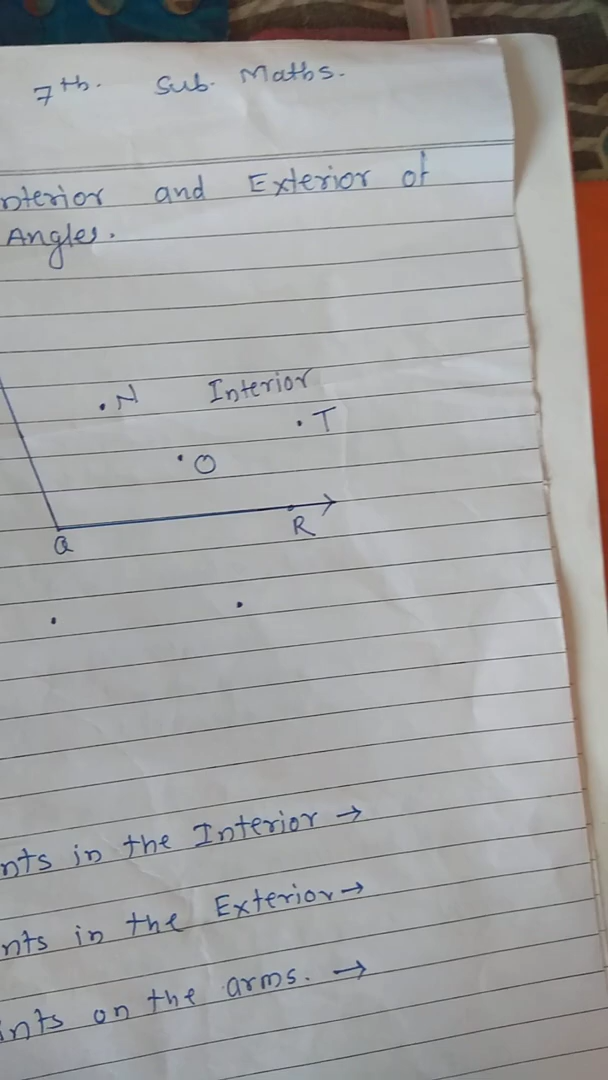 7th. Sub. Maths.
nterior and Exterior of
Angles.
N Interior
T
O
Q R
nts in the Interior →
nts in the Exterior →
ints on the arms. →